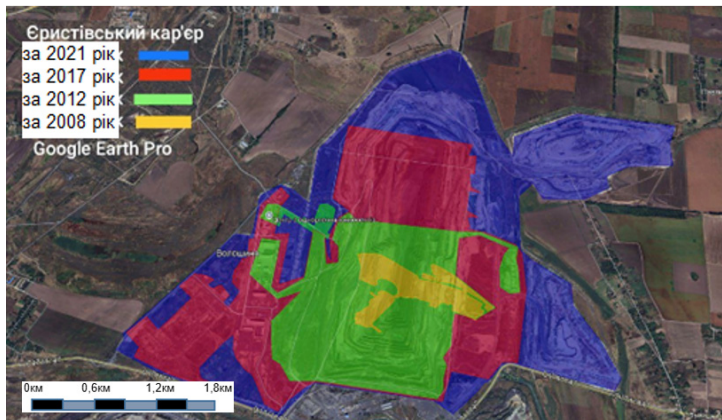 Єристівський кар'єр
за 2021 рік
за 2017 рік
за 2012 рік
за 2008 рік
Google Earth Pro
Волошине
0км 0,6км 1,2км 1,8км